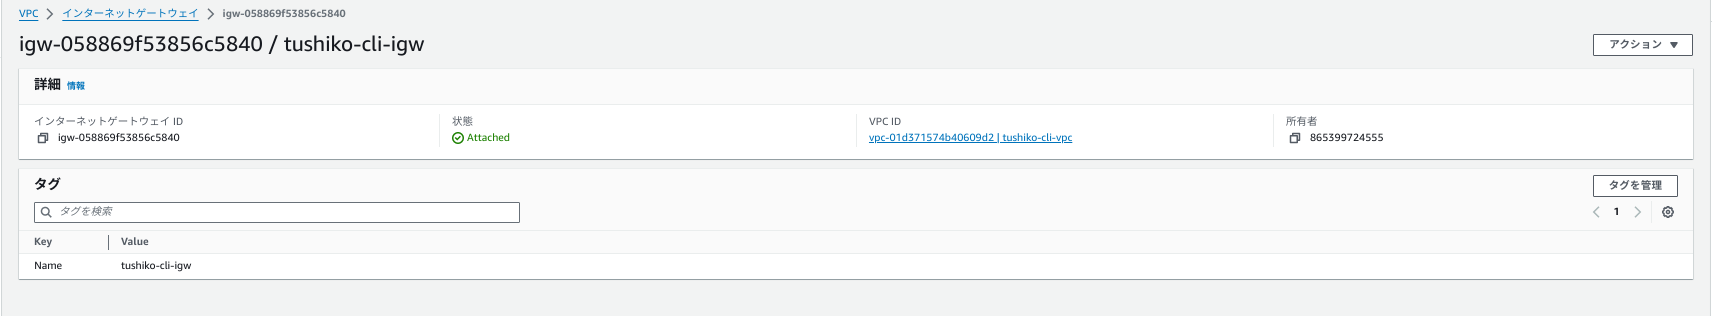 VPC > インターネットゲートウェイ > igw-058869f53856c5840
igw-058869f53856c5840 / tushiko-cli-igw
アクション ▼
詳細 情報
インターネットゲートウェイ ID
igw-058869f53856c5840
状態
Attached
VPC ID
vpc-01d371574b40609d2 | tushiko-cli-vpc
所有者
865399724555
タグ
タグを管理
タグを検索
1
Key Value
Name tushiko-cli-igw